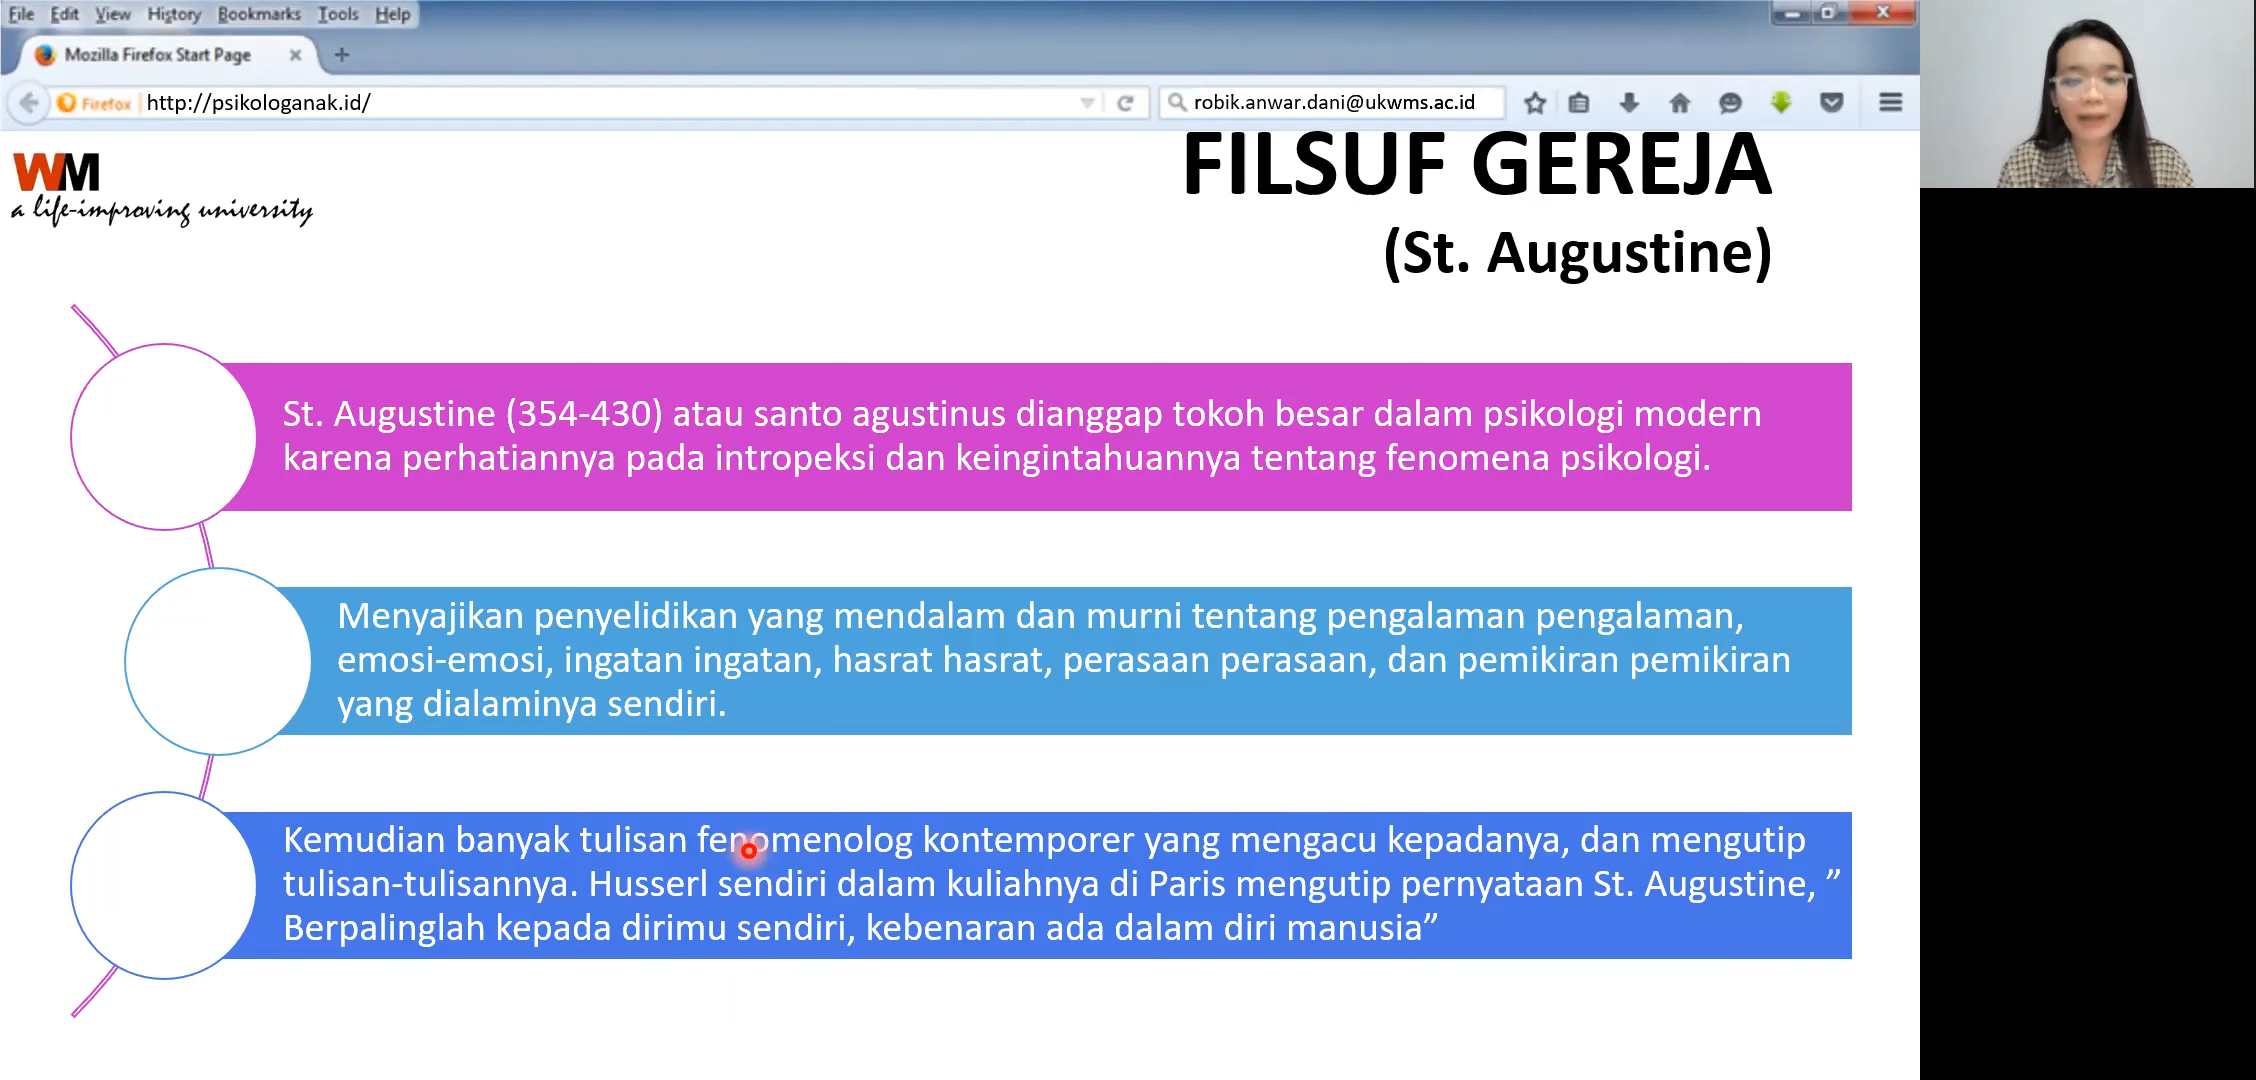 File Edit View History Bookmarks Tools Help
Mozilla Firefox Start Page
Firefox http://psikologanak.id/
robik.anwar.dani@ukwms.ac.id
WM
a life-improving university
FILSUF GEREJA
(St. Augustine)
St. Augustine (354-430) atau santo agustinus dianggap tokoh besar dalam psikologi modern
karena perhatiannya pada intropeksi dan keingintahuannya tentang fenomena psikologi.
Menyajikan penyelidikan yang mendalam dan murni tentang pengalaman pengalaman,
emosi-emosi, ingatan ingatan, hasrat hasrat, perasaan perasaan, dan pemikiran pemikiran
yang dialaminya sendiri.
Kemudian banyak tulisan fenomenolog kontemporer yang mengacu kepadanya, dan mengutip
tulisan-tulisannya. Husserl sendiri dalam kuliahnya di Paris mengutip pernyataan St. Augustine, ”
Berpalinglah kepada dirimu sendiri, kebenaran ada dalam diri manusia”